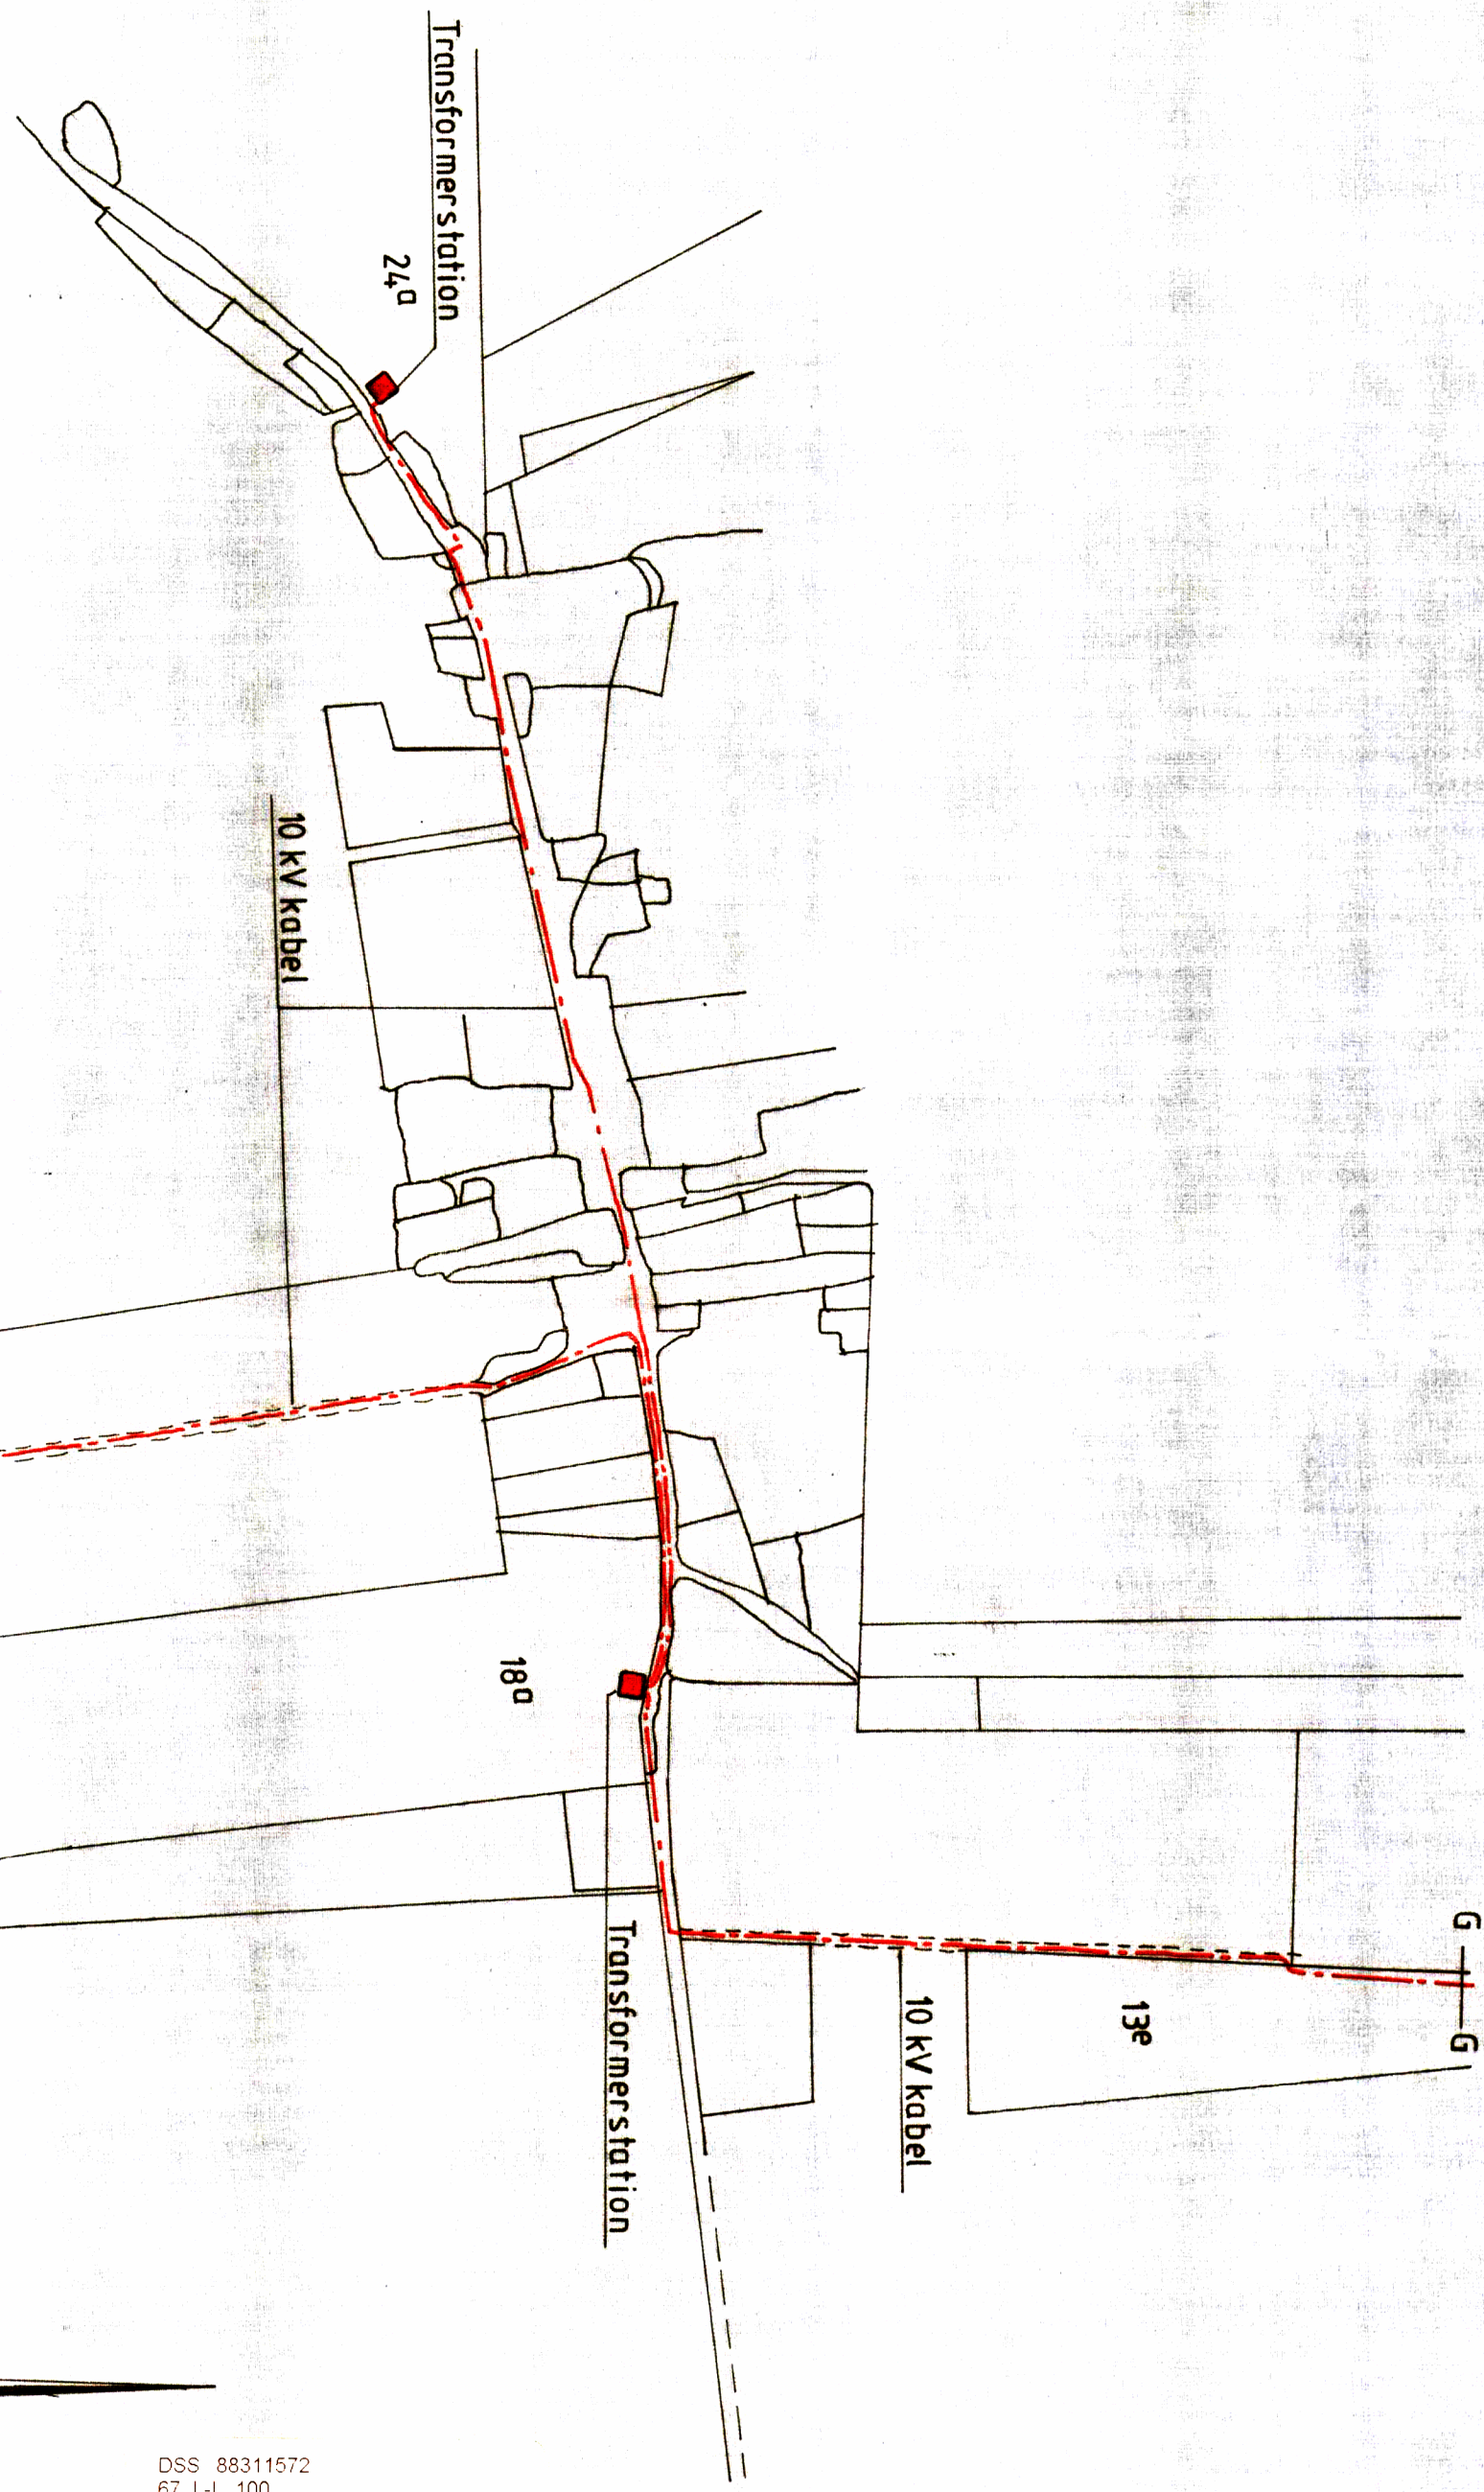 Transformerstation
24a
10 kV kabel
18a
Transformerstation
G
G
13e
10 kV kabel
DSS 88311572